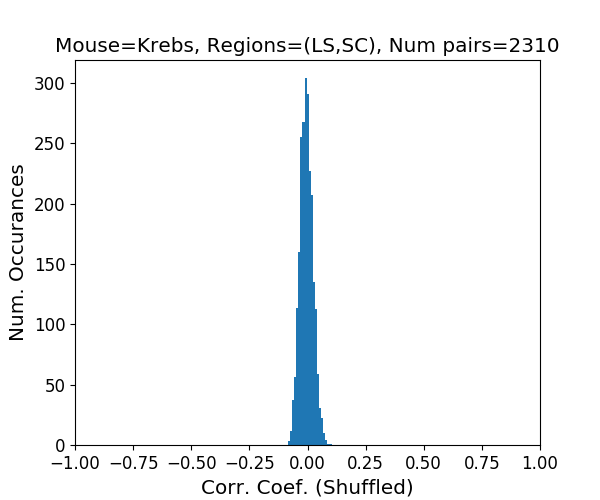 Mouse=Krebs, Regions=(LS,SC), Num pairs=2310
300
250
200
150
100
50
0
Num. Occurances
−1.00 −0.75 −0.50 −0.25 0.00 0.25 0.50 0.75 1.00
Corr. Coef. (Shuffled)